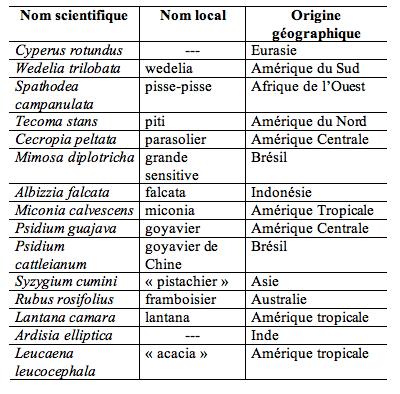 Nom scientifique Nom local Origine
géographique
Cyperus rotundus --- Eurasie
Wedelia trilobata wedelia Amérique du Sud
Spathodea pisse-pisse Afrique de l'Ouest
campanulata
Tecoma stans piti Amérique du Nord
Cecropia peltata parasolier Amérique Centrale
Mimosa diplotricha grande Brésil
sensitive
Albizzia falcata falcata Indonésie
Miconia calvescens miconia Amérique Tropicale
Psidium guajava goyavier Amérique Centrale
Psidium goyavier de Brésil
cattleianum Chine
Syzygium cumini « pistachier » Asie
Rubus rosifolius framboisier Australie
Lantana camara lantana Amérique tropicale
Ardisia elliptica --- Inde
Leucaena « acacia » Amérique tropicale
leucocephala